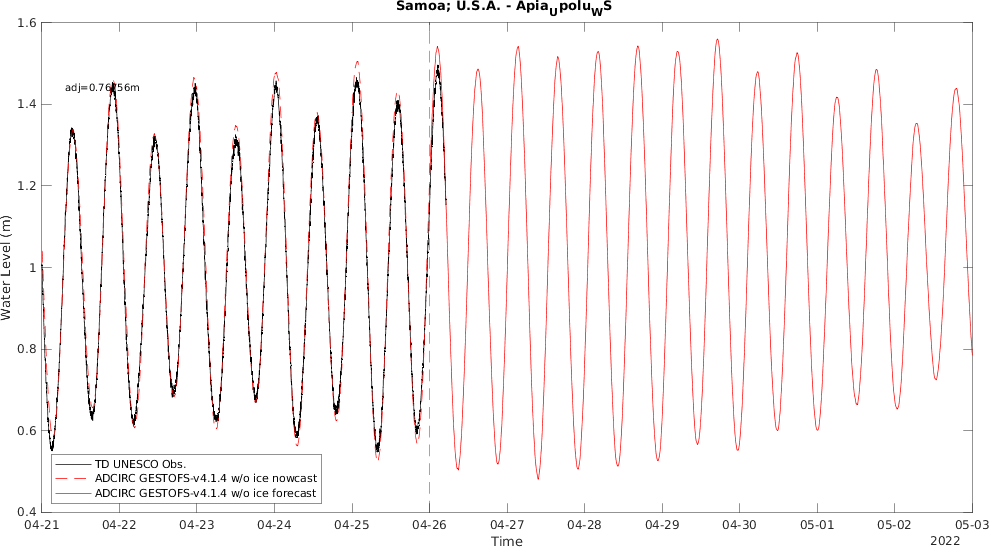 Samoa; U.S.A. - ApiaUpoluWS
1.6
adj=0.76756m
1.4
1.2
1
0.8
0.6
0.4
Water Level (m)
TD UNESCO Obs.
ADCIRC GESTOFS-v4.1.4 w/o ice nowcast
ADCIRC GESTOFS-v4.1.4 w/o ice forecast
04-21 04-22 04-23 04-24 04-25 04-26 04-27 04-28 04-29 04-30 05-01 05-02 05-03
Time
2022